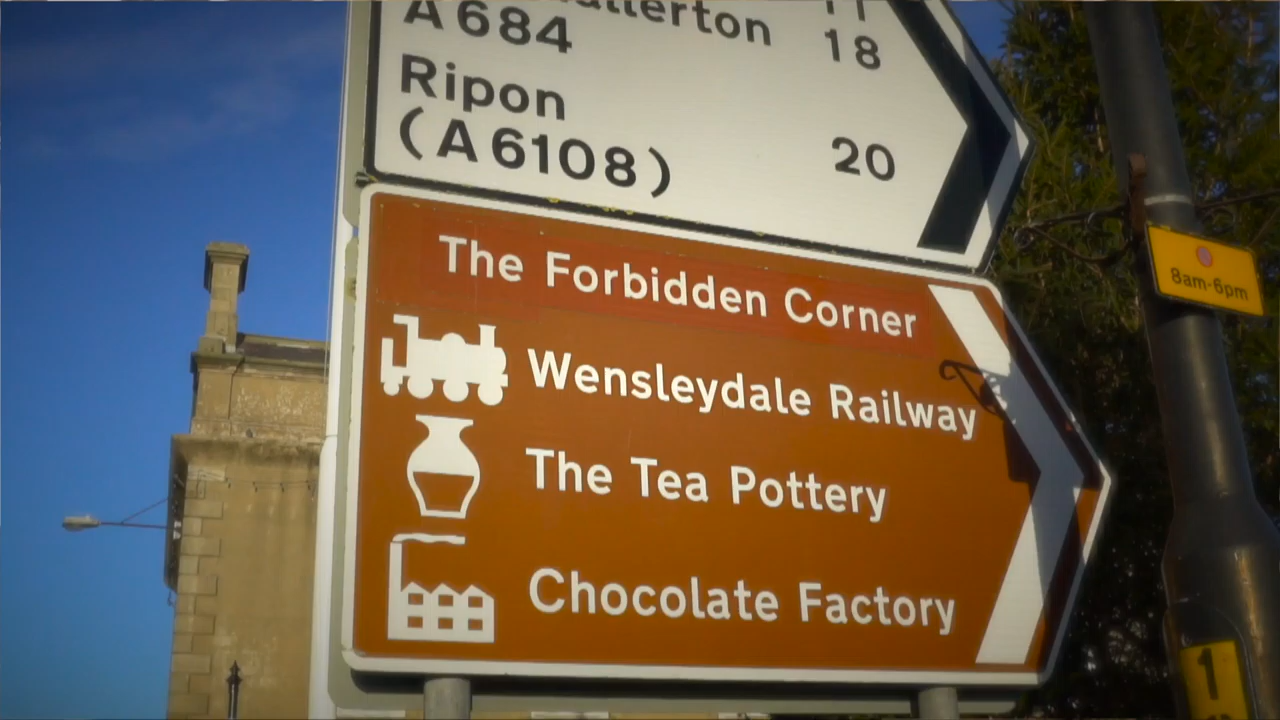 18
A684
Ripon
(A6108) 20
The Forbidden Corner
Wensleydale Railway
The Tea Pottery
Chocolate Factory
8am-6pm
1